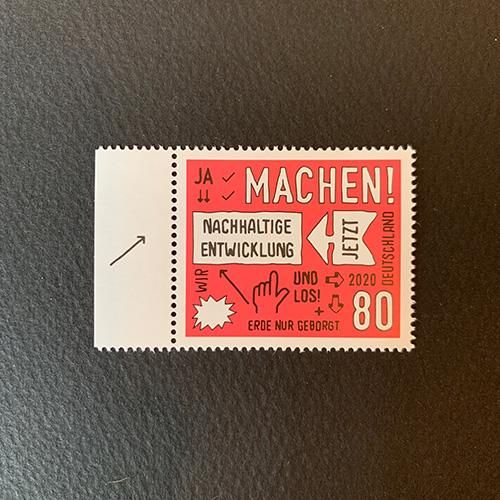 JA
MACHEN!
NACHHALTIGE
ENTWICKLUNG
JETZT
WIR
UND
LOS!
2020
DEUTSCHLAND
+
ERDE NUR GEBORGT.
80